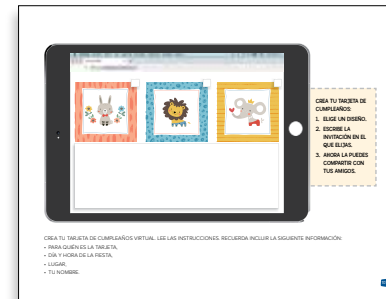 CREA TU TARJETA DE
CUMPLEAÑOS:
1. ELIGE UN DISEÑO.
2. ESCRIBE LA
INVITACIÓN EN EL
QUE ELIJAS.
3. AHORA LA PUEDES
COMPARTIR CON
TUS AMIGOS.
CREA TU TARJETA DE CUMPLEAÑOS VIRTUAL. LEE LAS INSTRUCCIONES. RECUERDA INCLUIR LA SIGUIENTE INFORMACIÓN:
• PARA QUIÉN ES LA TARJETA,
• DÍA Y HORA DE LA FIESTA,
• LUGAR,
• TU NOMBRE.